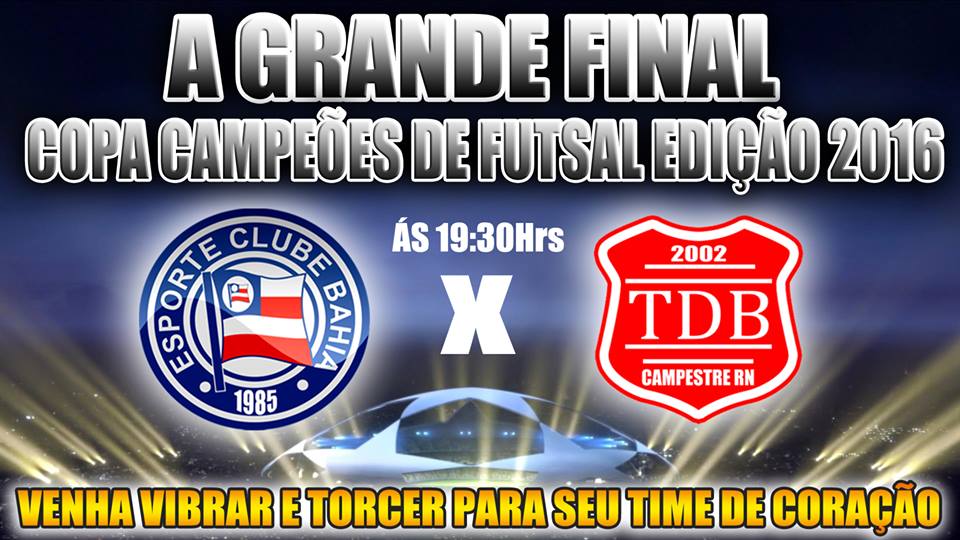 A GRANDE FINAL
COPA CAMPEÕES DE FUTSAL EDIÇÃO 2016
ESPORTE CLUBE BAHIA
1985
ÁS 19:30Hrs
X
2002
TDB
CAMPESTRE RN
VENHA VIBRAR E TORCER PARA SEU TIME DE CORAÇÃO